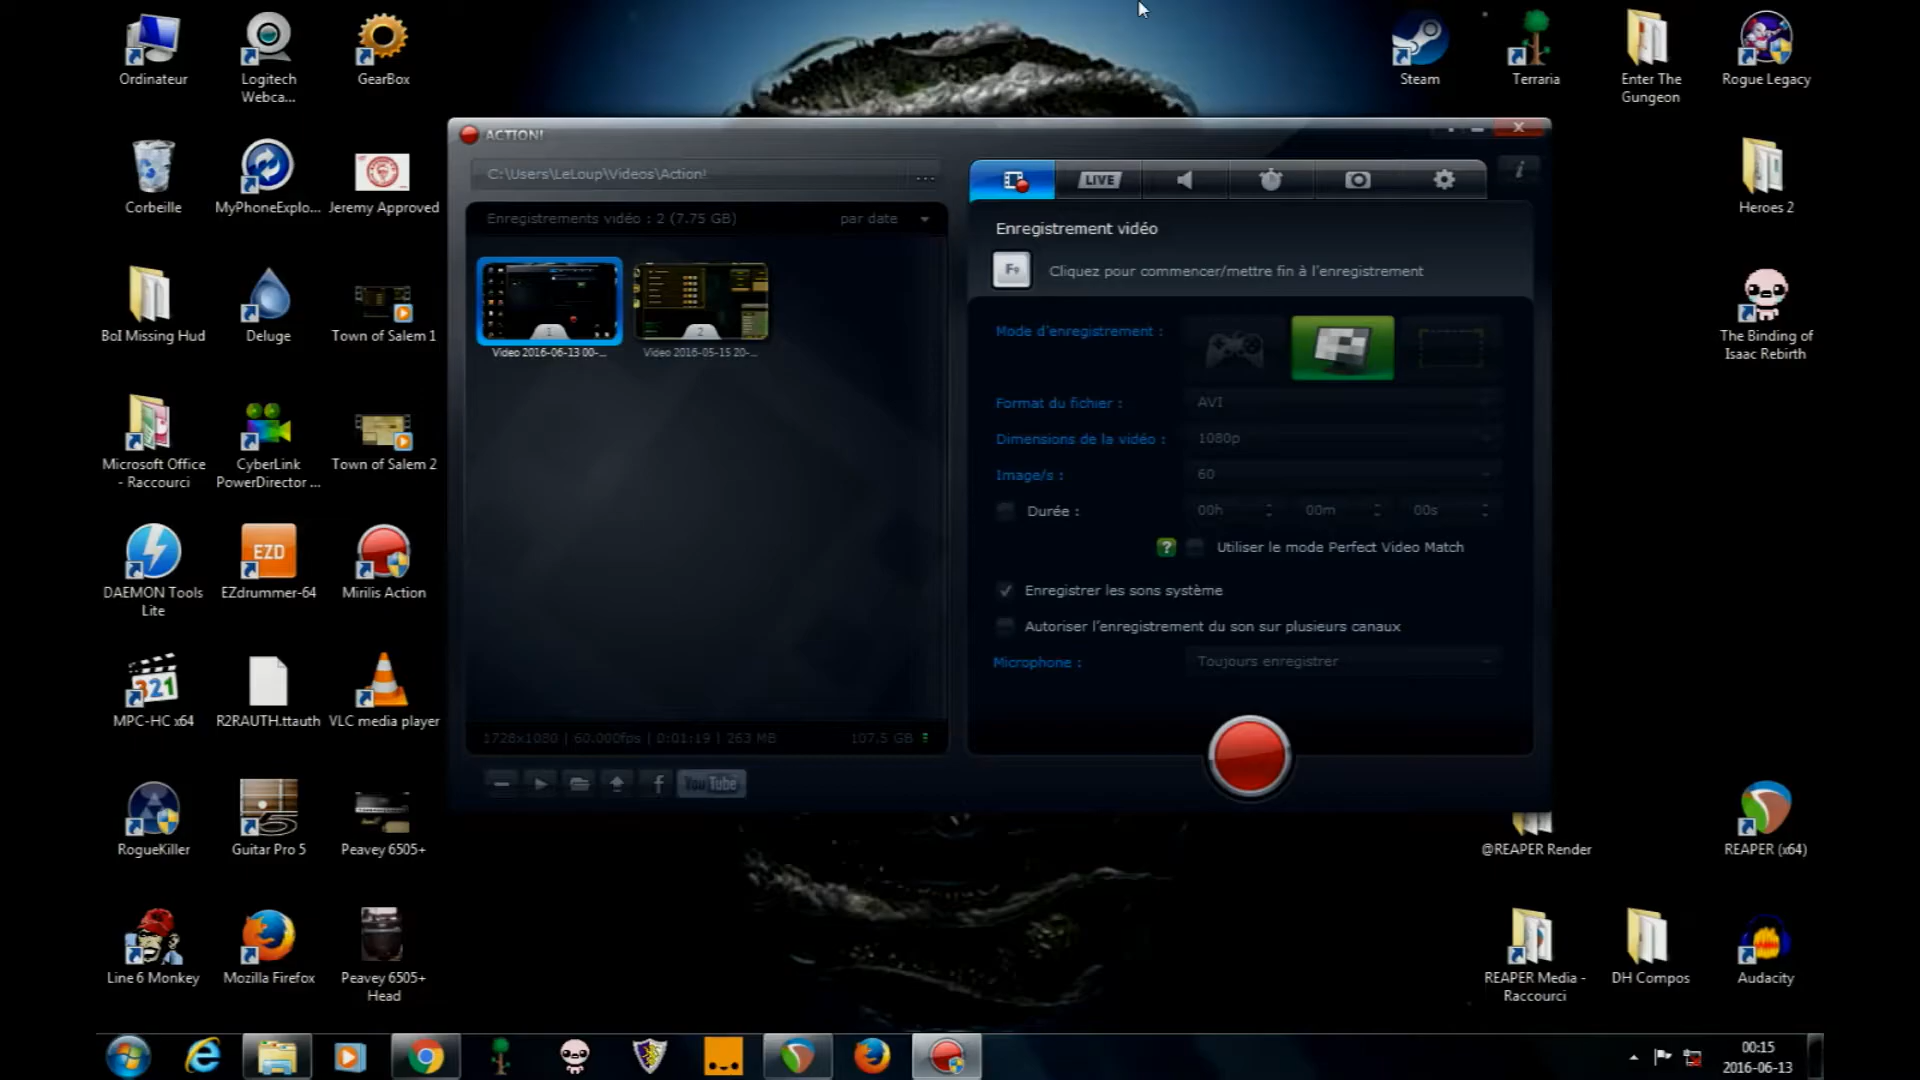 Ordinateur
Logitech
Webca...
GearBox
Steam
Terraria
Enter The
Gungeon
Rogue Legacy
Corbeille
MyPhoneExplo...
Jeremy Approved
Heroes 2
BoI Missing Hud
Deluge
Town of Salem 1
The Binding of
Isaac Rebirth
Microsoft Office
- Raccourci
CyberLink
PowerDirector ...
Town of Salem 2
DAEMON Tools
Lite
EZD
EZdrummer-64
Mirilis Action
321
MPC-HC x64
R2RAUTH.ttauth
VLC media player
RogueKiller
5
Guitar Pro 5
Peavey 6505+
@REAPER Render
REAPER (x64)
Line 6 Monkey
Mozilla Firefox
Peavey 6505+
Head
REAPER Media -
Raccourci
DH Compos
Audacity
ACTION!
C:\Users\LeLoup\Videos\Action!
...
Enregistrements vidéo : 2 (7.75 GB)
par date
1
2
Video 2016-06-13 00-...
Video 2016-05-15 20-...
1728x1080 | 60.000fps | 0:01:19 | 263 MB
107.5 GB
f
YouTube
LIVE
i
Enregistrement vidéo
F9
Cliquez pour commencer/mettre fin à l'enregistrement
Mode d'enregistrement :
Format du fichier :
AVI
Dimensions de la vidéo :
1080p
Image/s :
60
Durée :
00h
00m
00s
?
Utiliser le mode Perfect Video Match
Enregistrer les sons système
Autoriser l'enregistrement du son sur plusieurs canaux
Microphone :
Toujours enregistrer
00:15
2016-06-13